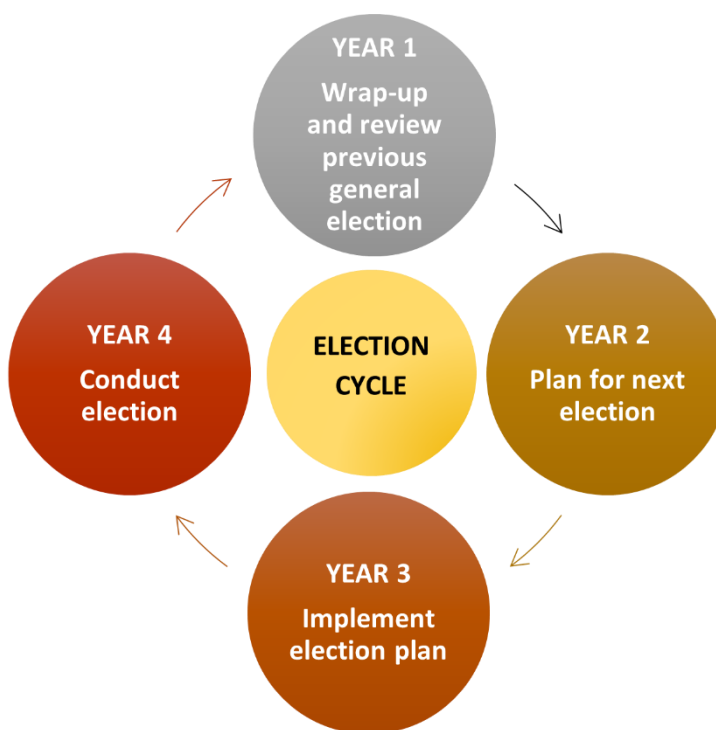 YEAR 1
Wrap-up
and review
previous
general
election
YEAR 2
Plan for next
election
YEAR 3
Implement
election plan
YEAR 4
Conduct
election
ELECTION
CYCLE